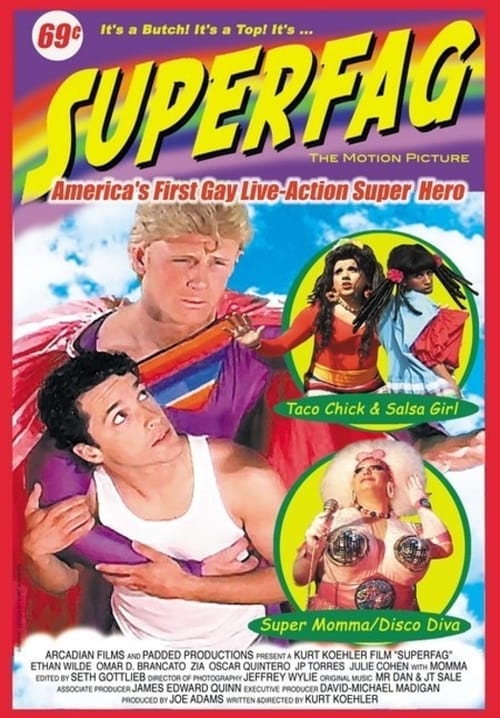 69¢
It's a Butch! It's a Top! It's ...
SUPERFAG
THE MOTION PICTURE
America's First Gay Live-Action Super Hero
Taco Chick & Salsa Girl
Super Momma/Disco Diva
ARCADIAN FILMS AND PADDED PRODUCTIONS PRESENT A KURT KOEHLER FILM "SUPERFAG"
ETHAN WILDE OMAR D. BRANCATO ZIA OSCAR QUINTERO JP TORRES JULIE COHEN WITH MOMMA
EDITED BY SETH GOTTLIEB DIRECTOR OF PHOTOGRAPHY JEFFREY WYLIE ORIGINAL MUSIC MR DAN & JT SALE
ASSOCIATE PRODUCER JAMES EDWARD QUINN EXECUTIVE PRODUCER DAVID-MICHAEL MADIGAN
PRODUCED BY JOE ADAMS WRITTEN & DIRECTED BY KURT KOEHLER